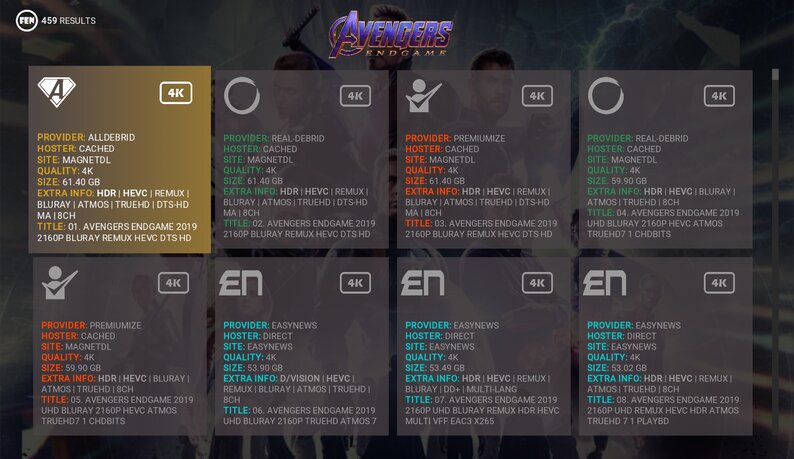 FEN 459 RESULTS
AVENGERS
ENDGAME
A
4K
PROVIDER: ALLDEBRID
HOSTER: CACHED
SITE: MAGNETDL
QUALITY: 4K
SIZE: 61.40 GB
EXTRA INFO: HDR | HEVC | REMUX |
BLURAY | ATMOS | TRUEHD | DTS-HD
MA | 8CH
TITLE: 01. AVENGERS ENDGAME 2019
2160P BLURAY REMUX HEVC DTS HD
4K
PROVIDER: REAL-DEBRID
HOSTER: CACHED
SITE: MAGNETDL
QUALITY: 4K
SIZE: 61.40 GB
EXTRA INFO: HDR | HEVC | REMUX |
BLURAY | ATMOS | TRUEHD | DTS-HD
MA | 8CH
TITLE: 02. AVENGERS ENDGAME 2019
2160P BLURAY REMUX HEVC DTS HD
4K
PROVIDER: PREMIUMIZE
HOSTER: CACHED
SITE: MAGNETDL
QUALITY: 4K
SIZE: 61.40 GB
EXTRA INFO: HDR | HEVC | REMUX |
BLURAY | ATMOS | TRUEHD | DTS-HD
MA | 8CH
TITLE: 03. AVENGERS ENDGAME 2019
2160P BLURAY REMUX HEVC DTS HD
4K
PROVIDER: REAL-DEBRID
HOSTER: CACHED
SITE: MAGNETDL
QUALITY: 4K
SIZE: 59.90 GB
EXTRA INFO: HDR | HEVC | BLURAY |
ATMOS | TRUEHD | 8CH
TITLE: 04. AVENGERS ENDGAME 2019
UHD BLURAY 2160P HEVC ATMOS
TRUEHD7 1 CHDBITS
4K
PROVIDER: PREMIUMIZE
HOSTER: CACHED
SITE: MAGNETDL
QUALITY: 4K
SIZE: 59.90 GB
EXTRA INFO: HDR | HEVC | BLURAY |
ATMOS | TRUEHD | 8CH
TITLE: 05. AVENGERS ENDGAME 2019
UHD BLURAY 2160P HEVC ATMOS
TRUEHD7 1 CHDBITS
EN
4K
PROVIDER: EASYNEWS
HOSTER: DIRECT
SITE: EASYNEWS
QUALITY: 4K
SIZE: 53.90 GB
EXTRA INFO: D/VISION | HEVC |
REMUX | BLURAY | ATMOS | TRUEHD |
8CH
TITLE: 06. AVENGERS ENDGAME 2019
UHD BLURAY 2160P TRUEHD ATMOS 7
EN
4K
PROVIDER: EASYNEWS
HOSTER: DIRECT
SITE: EASYNEWS
QUALITY: 4K
SIZE: 53.49 GB
EXTRA INFO: HDR | HEVC | REMUX |
BLURAY | DD+ | MULTI-LANG
TITLE: 07. AVENGERS ENDGAME 2019
2160P UHD BLURAY REMUX HDR HEVC
MULTI VFF EAC3 X265
EN
4K
PROVIDER: EASYNEWS
HOSTER: DIRECT
SITE: EASYNEWS
QUALITY: 4K
SIZE: 53.02 GB
EXTRA INFO: HDR | HEVC | REMUX |
ATMOS | TRUEHD | 8CH
TITLE: 08. AVENGERS ENDGAME 2019
2160P UHD REMUX HEVC HDR ATMOS
TRUEHD 7 1 PLAYBD